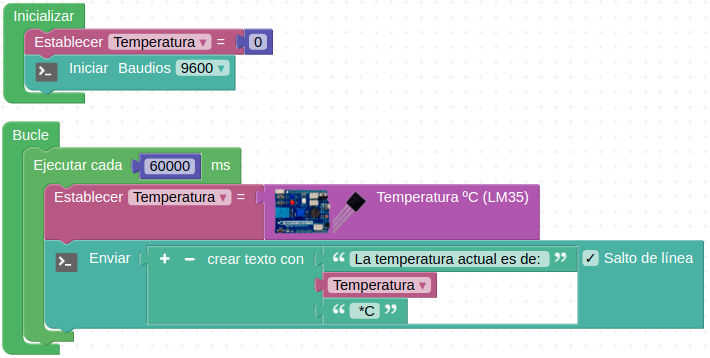 Inicializar
Establecer Temperatura = 0
Iniciar Baudios 9600
Bucle
Ejecutar cada 60000 ms
Establecer Temperatura = Temperatura ºC (LM35)
Enviar + − crear texto con “ La temperatura actual es de: ” ✓ Salto de línea
Temperatura
“ *C ”